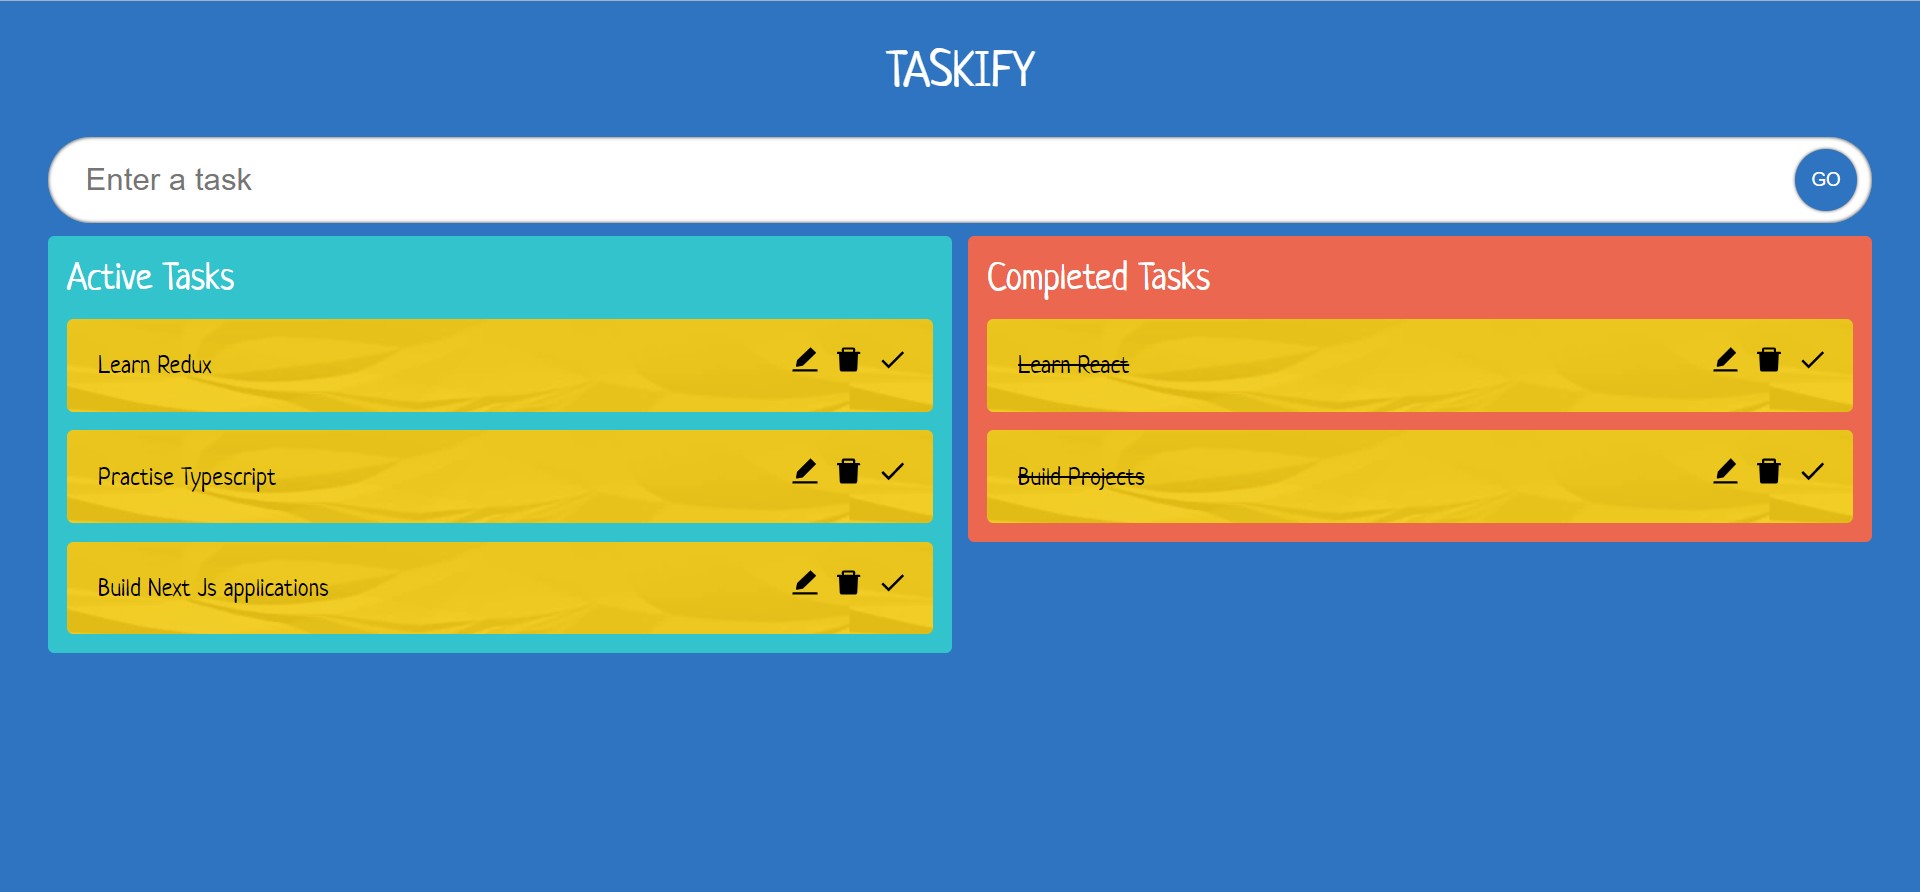 TASKIFY
Enter a task
GO
Active Tasks
Learn Redux
Practise Typescript
Build Next Js applications
Completed Tasks
Learn React
Build Projects